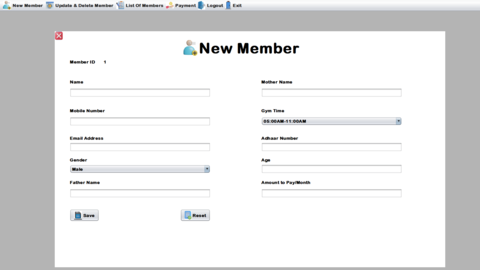 New Member Update & Delete Member List Of Members Payment Logout Exit
New Member
Member ID 1
Name Mother Name
Mobile Number Gym Time
05:00AM-11:00AM
Email Address Adhaar Number
Gender Age
Male
Father Name Amount to Pay/Month
Save Reset